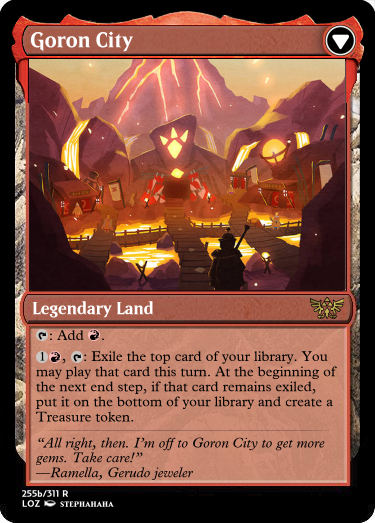 Goron City
Legendary Land
: Add .
1, : Exile the top card of your library. You
may play that card this turn. At the beginning of
the next end step, if that card remains exiled,
put it on the bottom of your library and create a
Treasure token.
“All right, then. I’m off to Goron City to get more
gems. Take care!”
—Ramella, Gerudo jeweler
255b/311 R
LOZ STEPHAHAHA